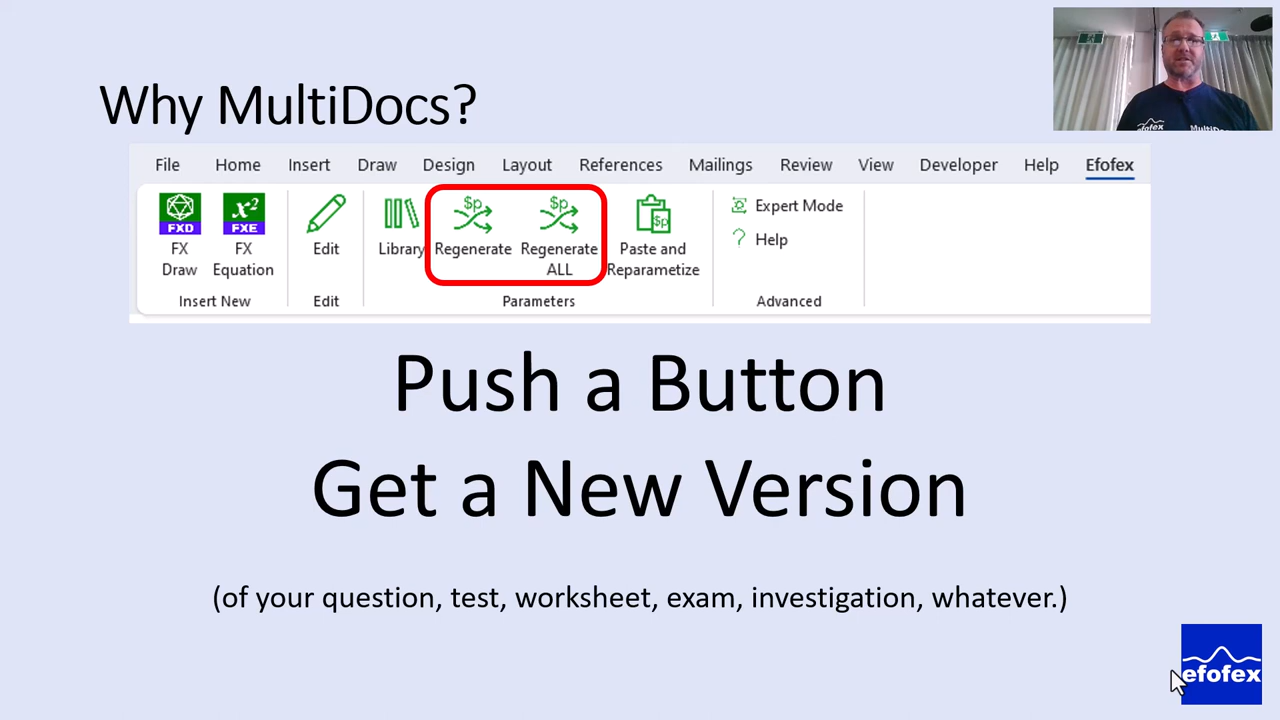 Why MultiDocs?
File Home Insert Draw Design Layout References Mailings Review View Developer Help Efofex
$p $p $p
FXD FXE
x²
FX Draw
FX Equation
Edit
Library
Regenerate
Regenerate ALL
Paste and Reparametize
Expert Mode
Help
Insert New Edit Parameters Advanced
Push a Button
Get a New Version
(of your question, test, worksheet, exam, investigation, whatever.)
efofex
efofex